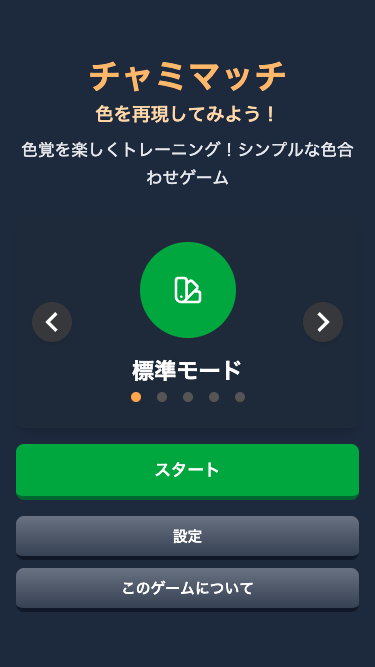 チャミマッチ
色を再現してみよう！
色覚を楽しくトレーニング！シンプルな色合
わせゲーム
標準モード
スタート
設定
このゲームについて